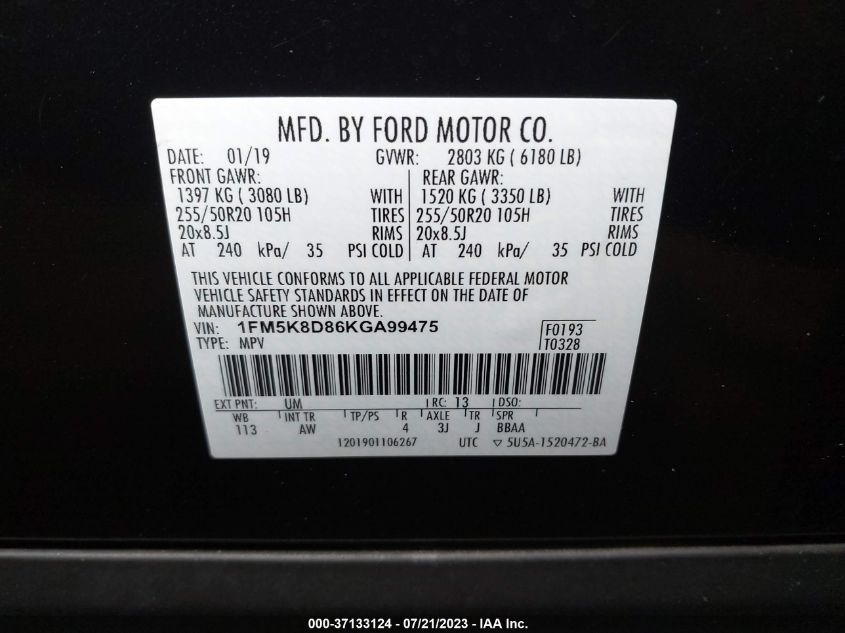 MFD. BY FORD MOTOR CO.
DATE: 01/19 GVWR: 2803 KG ( 6180 LB)
FRONT GAWR: REAR GAWR:
1397 KG ( 3080 LB) WITH 1520 KG ( 3350 LB) WITH
255/50R20 105H TIRES 255/50R20 105H TIRES
20x8.5J RIMS 20x8.5J RIMS
AT 240 kPa/ 35 PSI COLD AT 240 kPa/ 35 PSI COLD
THIS VEHICLE CONFORMS TO ALL APPLICABLE FEDERAL MOTOR
VEHICLE SAFETY STANDARDS IN EFFECT ON THE DATE OF
MANUFACTURE SHOWN ABOVE.
VIN: 1FM5K8D86KGA99475 F0193
TYPE: MPV T0328
EXT PNT: UM RC: 13 DSO:
WB INT TR TP/PS R AXLE TR SPR
113 AW 4 3J J BBAA
1201901106267 UTC ▽ 5U5A-1520472-BA
000-37133124 - 07/21/2023 - IAA Inc.